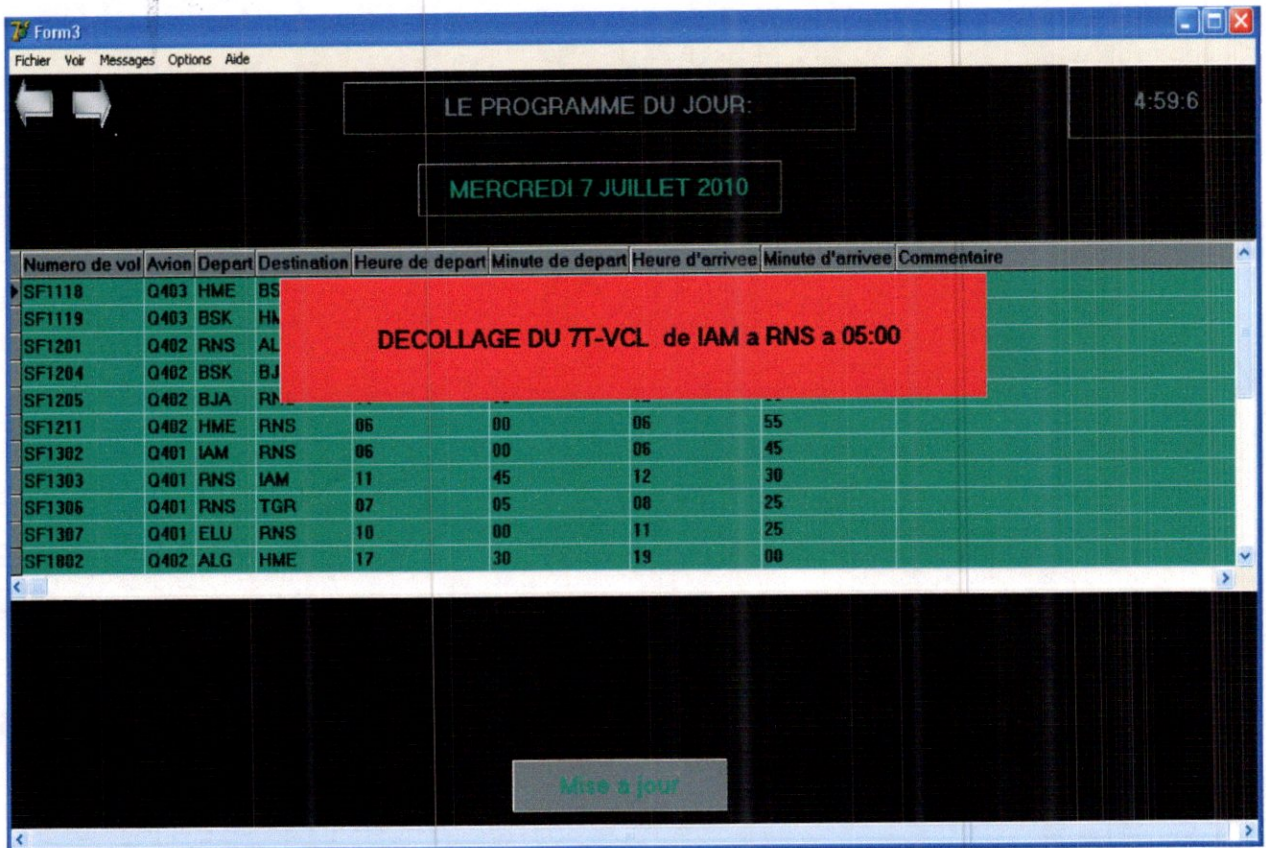 Form3
Fichier Voir Messages Options Aide
LE PROGRAMME DU JOUR:
4:59:6
MERCREDI 7 JUILLET 2010
Numero de vol Avion Depart Destination Heure de depart Minute de depart Heure d'arrivee Minute d'arrivee Commentaire
SF1118 Q403 HME BS
SF1119 Q403 BSK
DECOLLAGE DU 7T-VCL de IAM a RNS a 05:00
SF1201 Q402 RNS AL
SF1204 Q402 BSK BJ
SF1205 Q402 BJA
SF1211 Q402 HME RNS 06 00 06 55
SF1302 Q401 IAM RNS 06 00 06 45
SF1303 Q401 RNS IAM 11 45 12 30
SF1306 Q401 RNS TGR 07 05 08 25
SF1307 Q401 ELU RNS 10 00 11 25
SF1802 Q402 ALG HME 17 30 19 00
Mise a jour